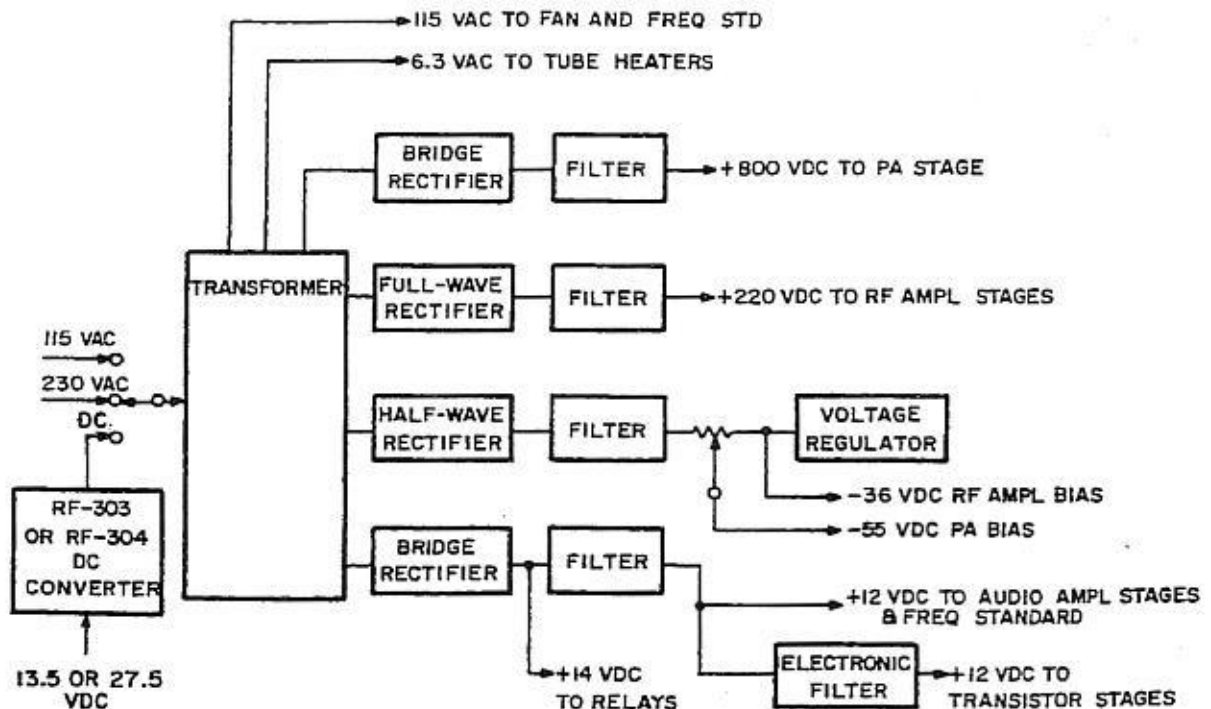 115 VAC TO FAN AND FREQ STD
6.3 VAC TO TUBE HEATERS
BRIDGE
RECTIFIER
FILTER
+800 VDC TO PA STAGE
TRANSFORMER
FULL-WAVE
RECTIFIER
FILTER
+220 VDC TO RF AMPL STAGES
115 VAC
230 VAC
DC.
HALF-WAVE
RECTIFIER
FILTER
VOLTAGE
REGULATOR
-36 VDC RF AMPL BIAS
-55 VDC PA BIAS
RF-303
OR RF-304
DC
CONVERTER
13.5 OR 27.5
VDC
BRIDGE
RECTIFIER
FILTER
+12 VDC TO AUDIO AMPL STAGES
& FREQ STANDARD
+14 VDC
TO RELAYS
ELECTRONIC
FILTER
+12 VDC TO
TRANSISTOR STAGES